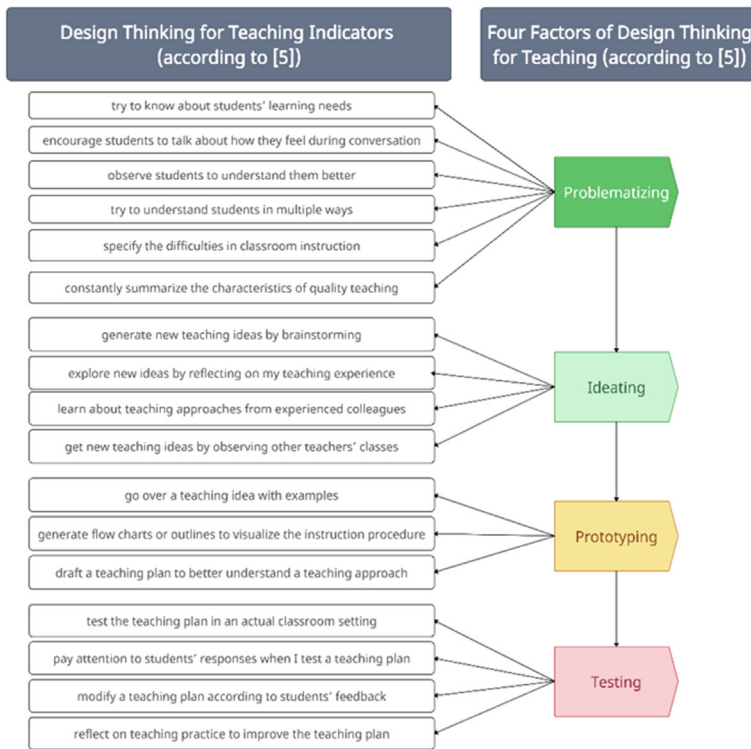 Design Thinking for Teaching Indicators
(according to [5])
Four Factors of Design Thinking
for Teaching (according to [5])
try to know about students’ learning needs
encourage students to talk about how they feel during conversation
observe students to understand them better
try to understand students in multiple ways
specify the difficulties in classroom instruction
constantly summarize the characteristics of quality teaching
Problematizing
generate new teaching ideas by brainstorming
explore new ideas by reflecting on my teaching experience
learn about teaching approaches from experienced colleagues
get new teaching ideas by observing other teachers’ classes
Ideating
go over a teaching idea with examples
generate flow charts or outlines to visualize the instruction procedure
draft a teaching plan to better understand a teaching approach
Prototyping
test the teaching plan in an actual classroom setting
pay attention to students’ responses when I test a teaching plan
modify a teaching plan according to students’ feedback
reflect on teaching practice to improve the teaching plan
Testing